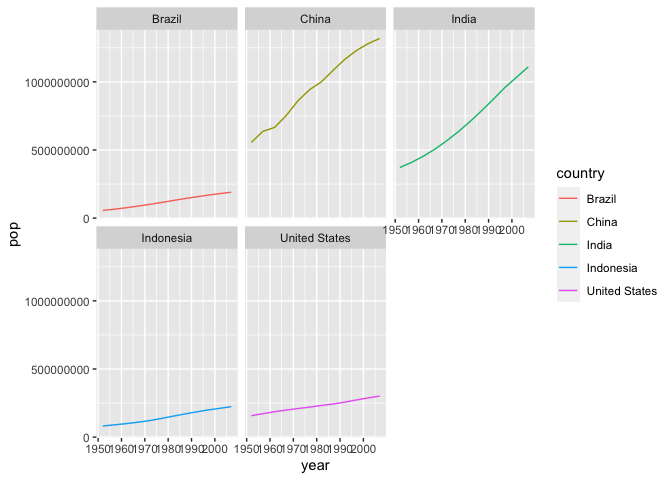 Brazil China India
1000000000
500000000
0
pop
1950 1960 1970 1980 1990 2000
Indonesia United States
1000000000
500000000
0
1950 1960 1970 1980 1990 2000 1950 1960 1970 1980 1990 2000
year
country
Brazil
China
India
Indonesia
United States